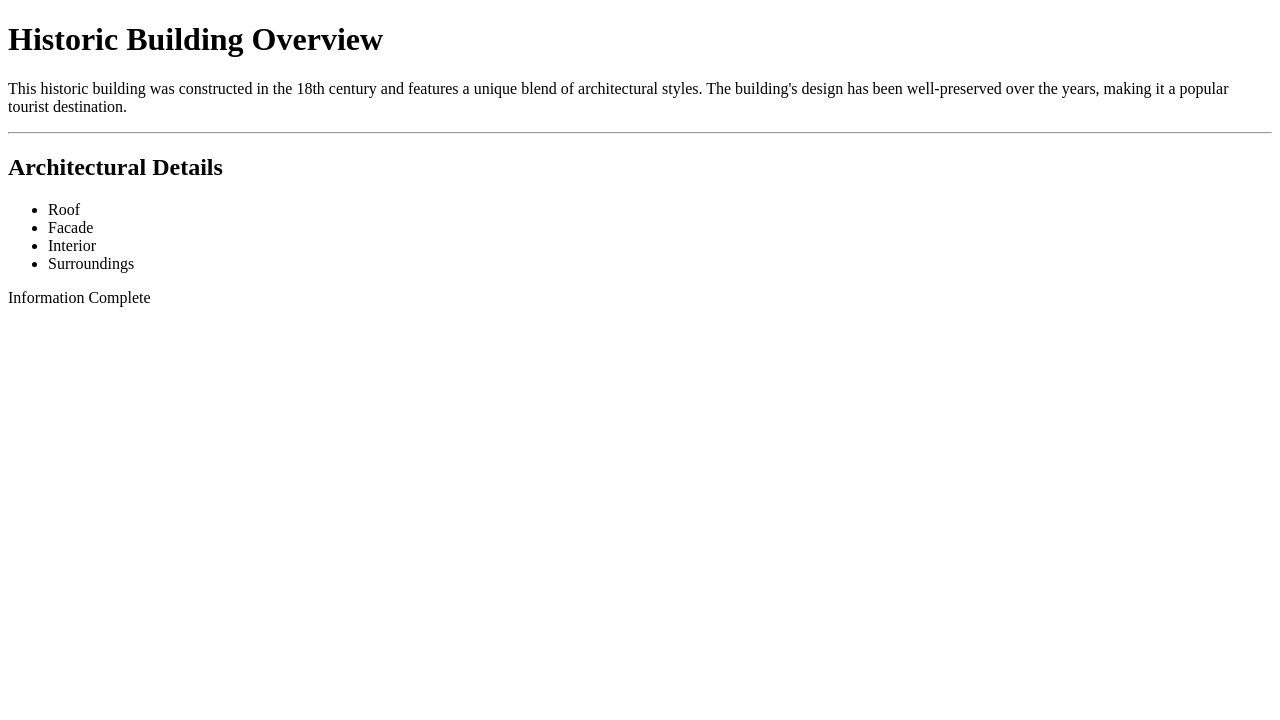 Historic Building Overview
This historic building was constructed in the 18th century and features a unique blend of architectural styles. The building's design has been well-preserved over the years, making it a popular
tourist destination.
Architectural Details
Roof
Facade
Interior
Surroundings
Information Complete